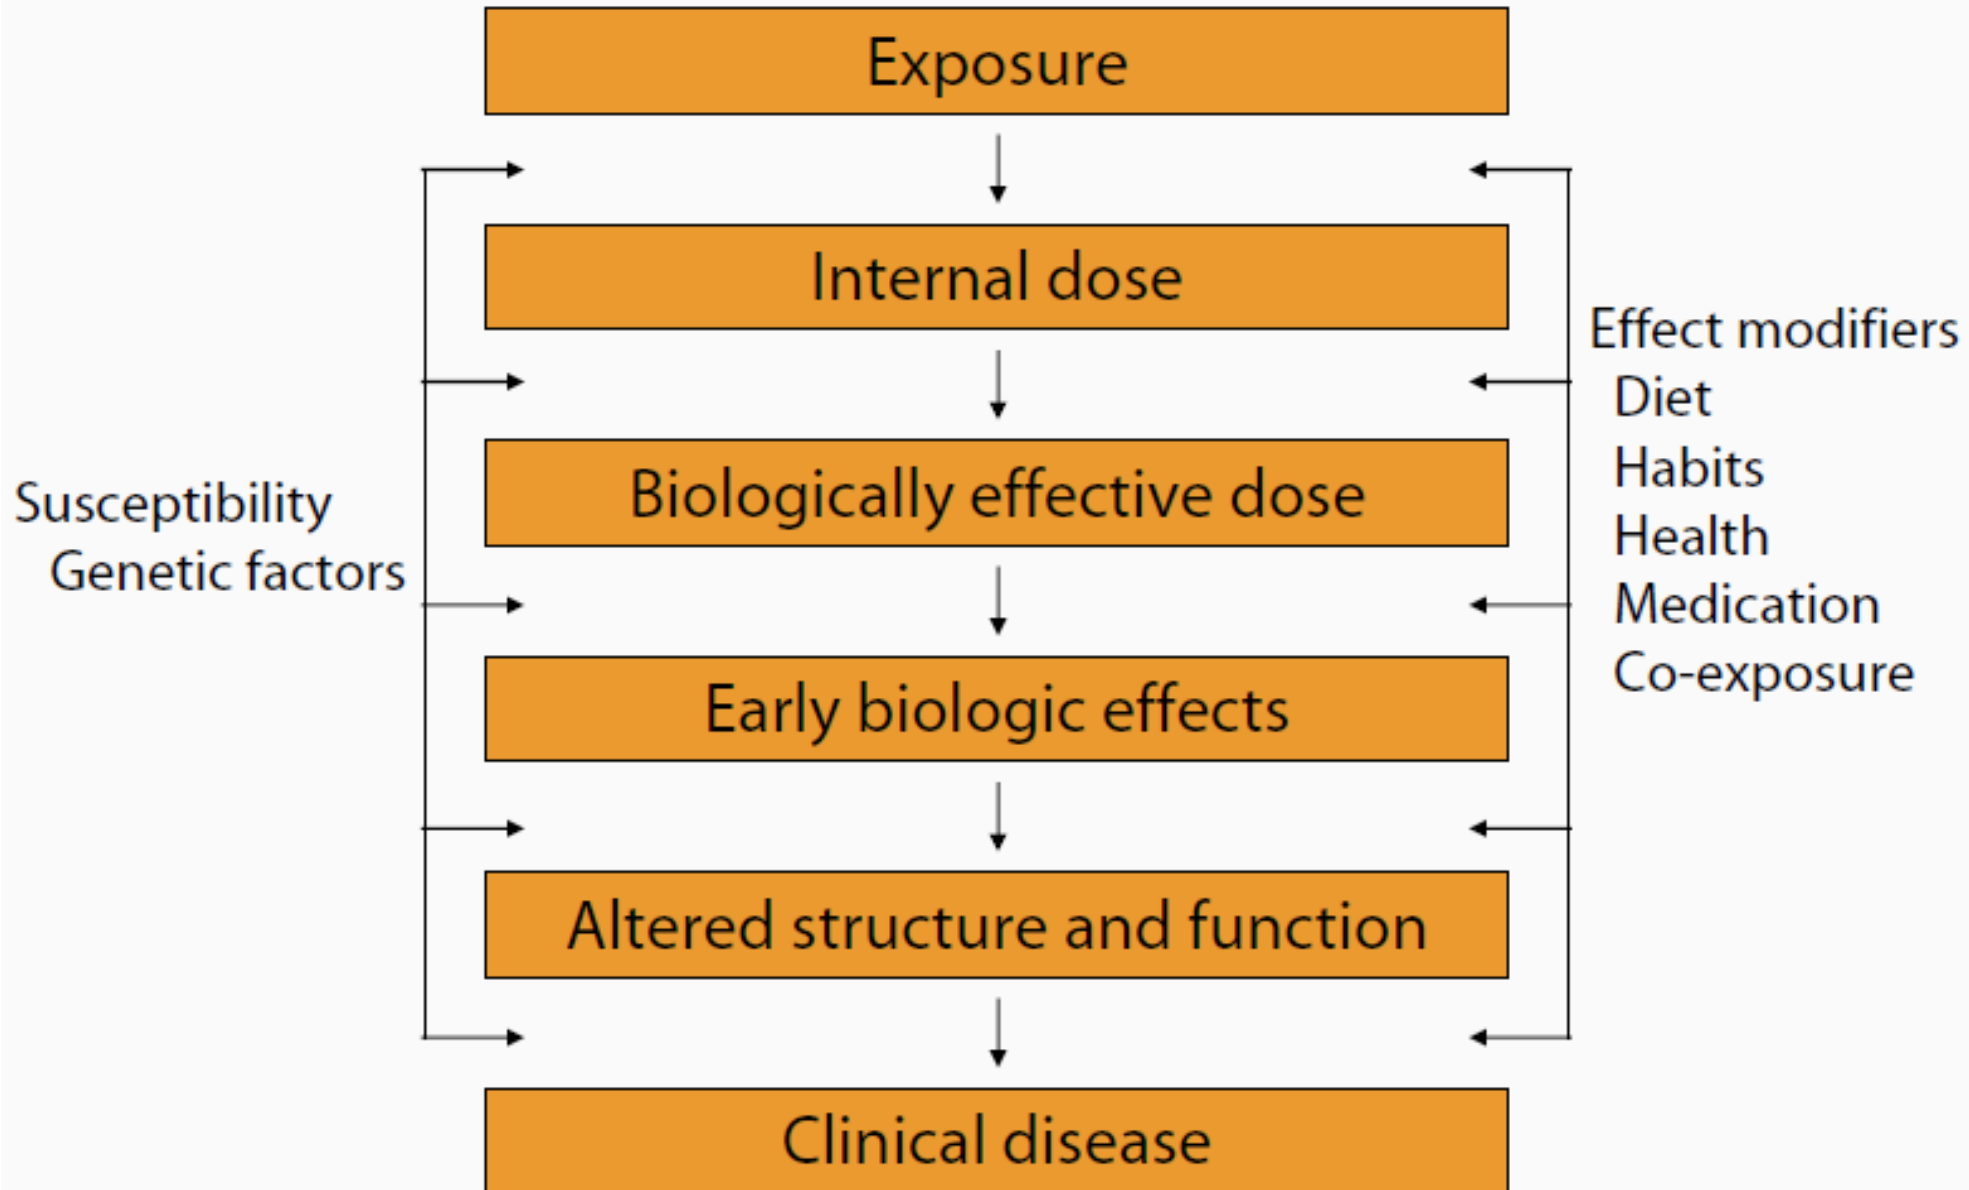 Exposure
Internal dose
Biologically effective dose
Early biologic effects
Altered structure and function
Clinical disease
Susceptibility
Genetic factors
Effect modifiers
Diet
Habits
Health
Medication
Co-exposure